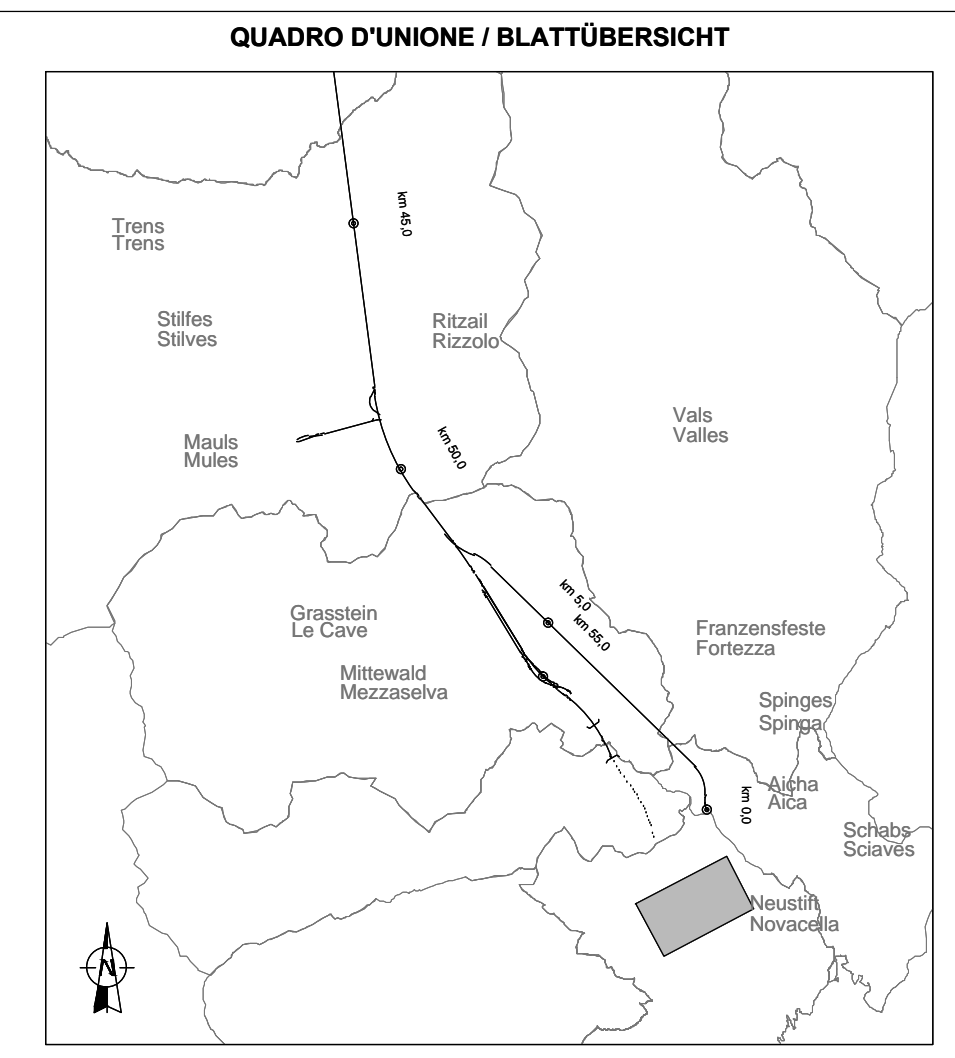 QUADRO D'UNIONE / BLATTÜBERSICHT
km 45,0
Trens
Trens
Stilfes
Stilves
Ritzail
Rizzolo
Vals
Valles
Mauls
Mules
km 50,0
km 5,0
km 55,0
Grasstein
Le Cave
Franzensfeste
Fortezza
Mittewald
Mezzaselva
Spinges
Spinga
Aicha
Aica
km 0,0
Schabs
Sciaves
Neustift
Novacella
N